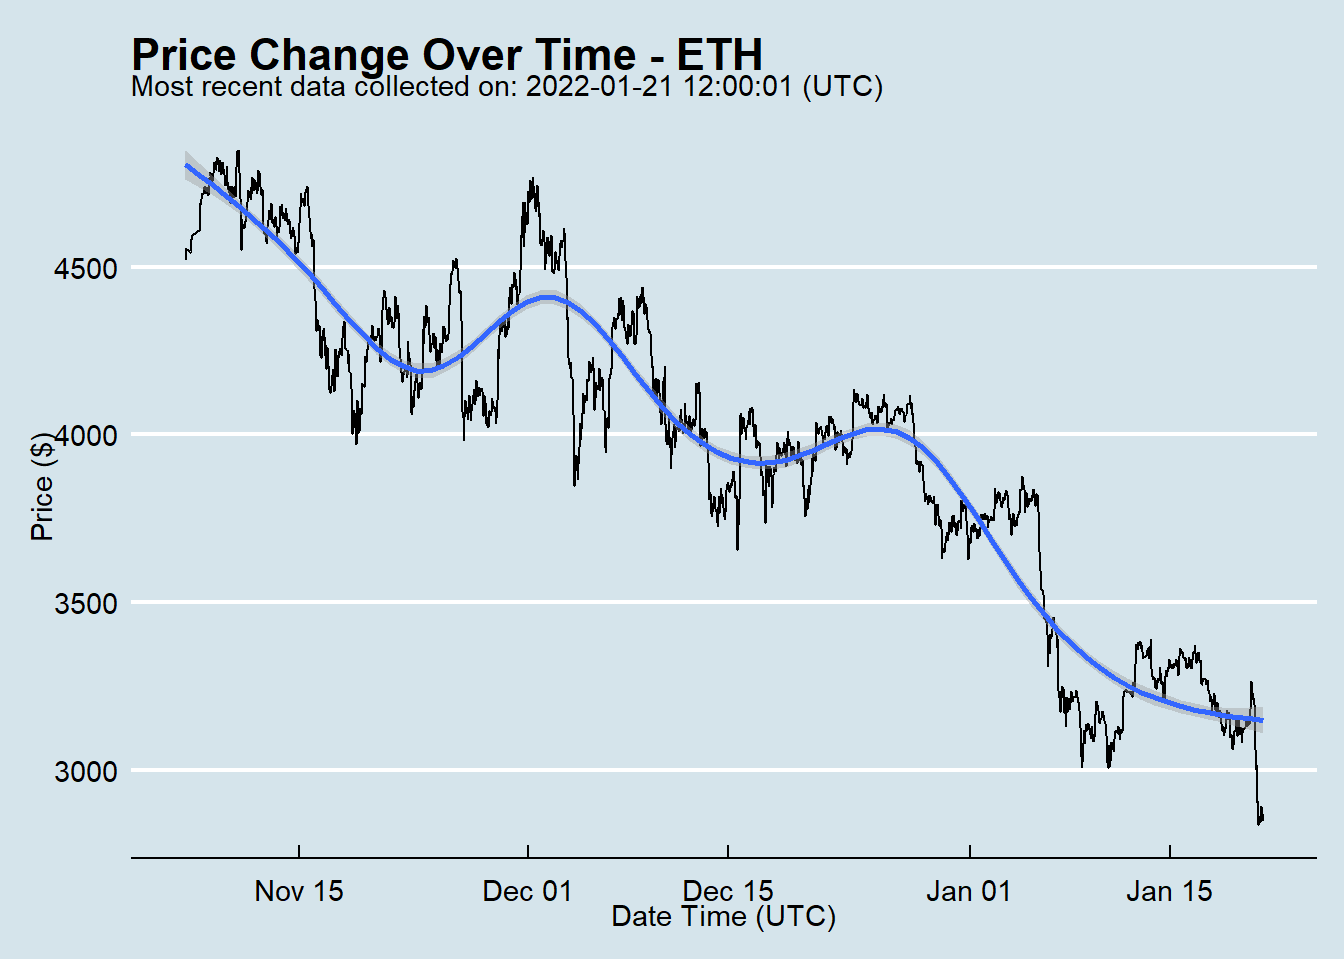 Price Change Over Time - ETH
Most recent data collected on: 2022-01-21 12:00:01 (UTC)
Price ($)
4500
4000
3500
3000
Nov 15
Dec 01
Dec 15
Jan 01
Jan 15
Date Time (UTC)